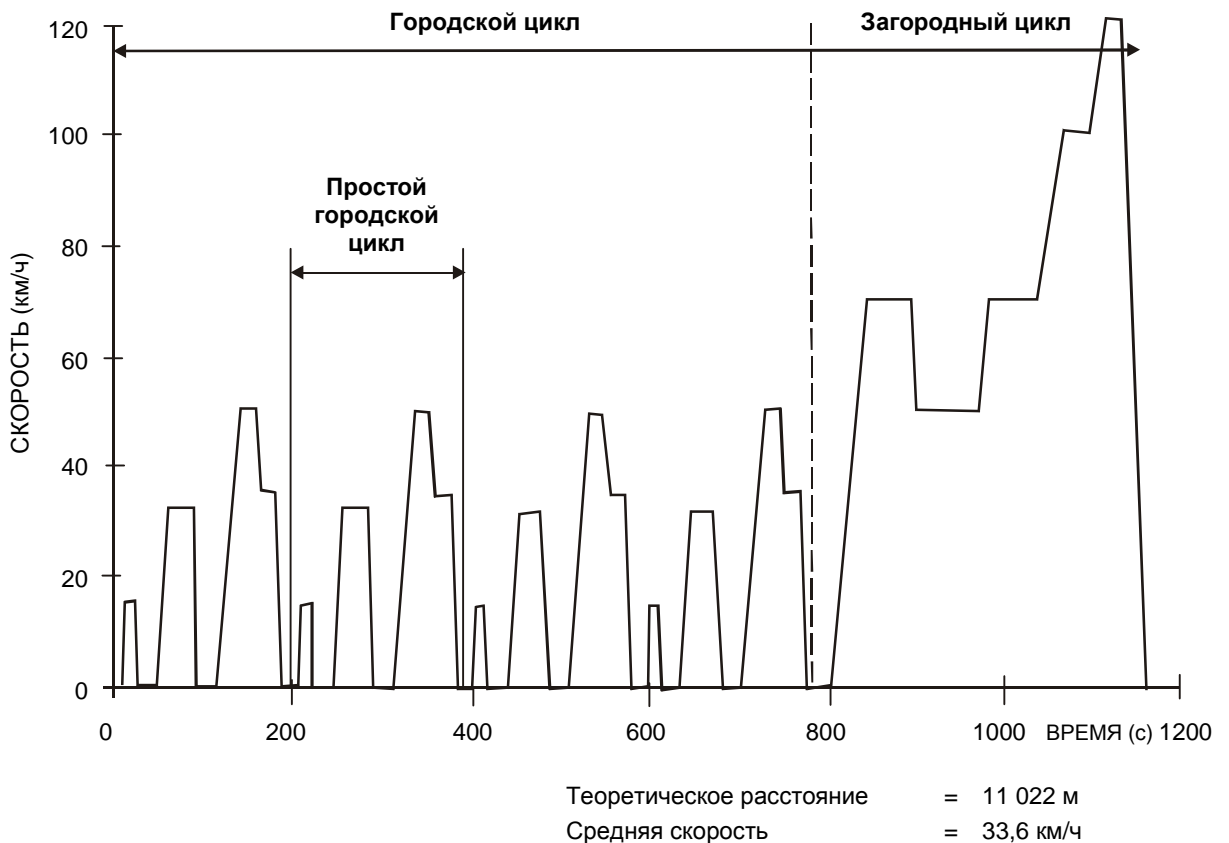 Городской цикл
Загородный цикл
120
100
Простой
городской
цикл
80
60
40
20
0
СКОРОСТЬ (км/ч)
0 200 400 600 800 1000 ВРЕМЯ (с) 1200
Теоретическое расстояние = 11 022 м
Средняя скорость = 33,6 км/ч